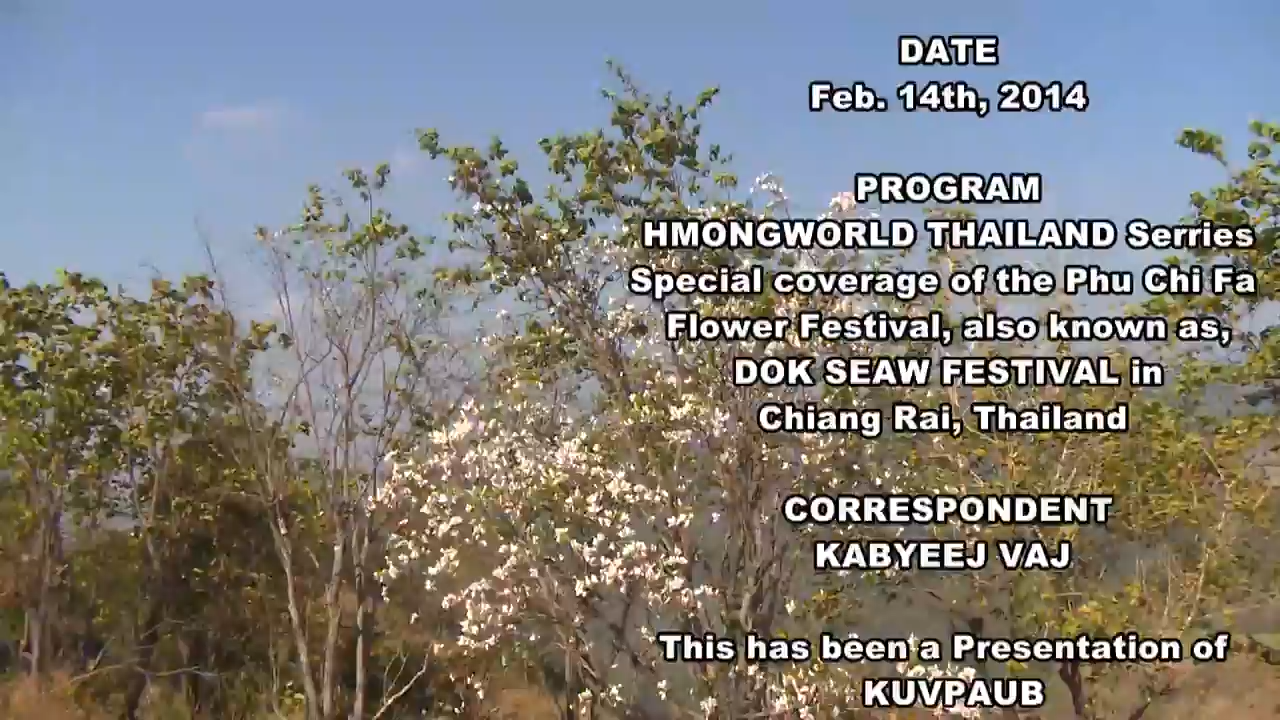 DATE
Feb. 14th, 2014
PROGRAM
HMONGWORLD THAILAND Serries
Special coverage of the Phu Chi Fa
Flower Festival, also known as,
DOK SEAW FESTIVAL in
Chiang Rai, Thailand
CORRESPONDENT
KABYEEJ VAJ
This has been a Presentation of
KUVPAUB